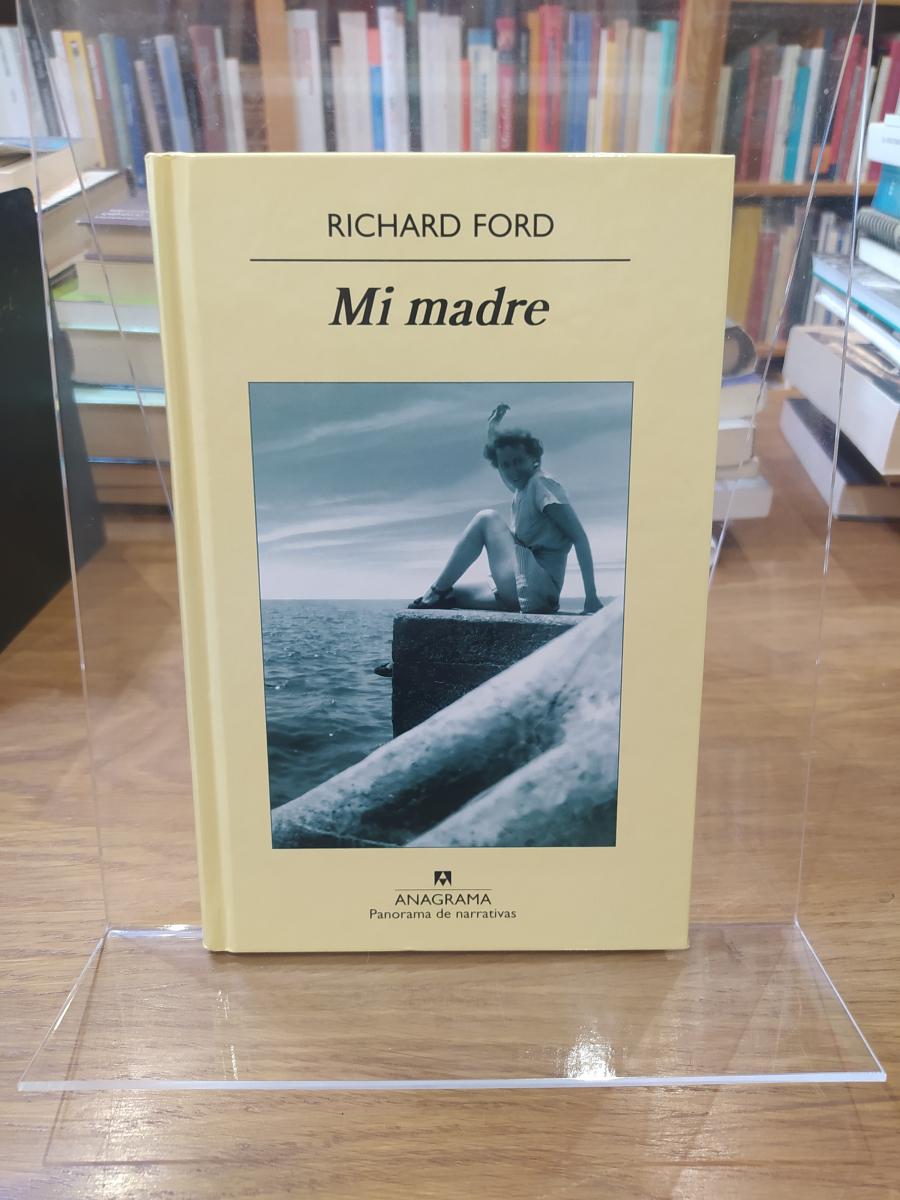 RICHARD FORD
Mi madre
ANAGRAMA
Panorama de narrativas